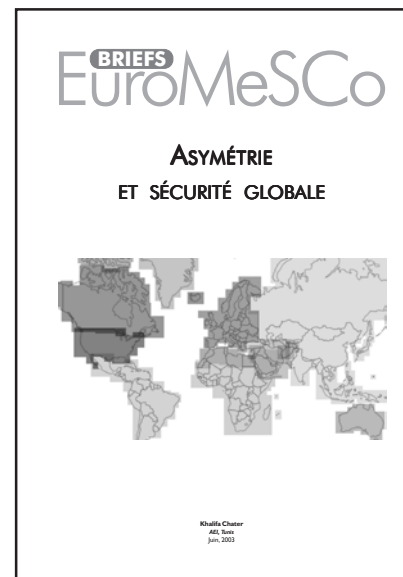 BRIEFS
EuroMeSCo
ASYMÉTRIE
ET SÉCURITÉ GLOBALE
Khalifa Chater
AEI, Tunis
Juin, 2003